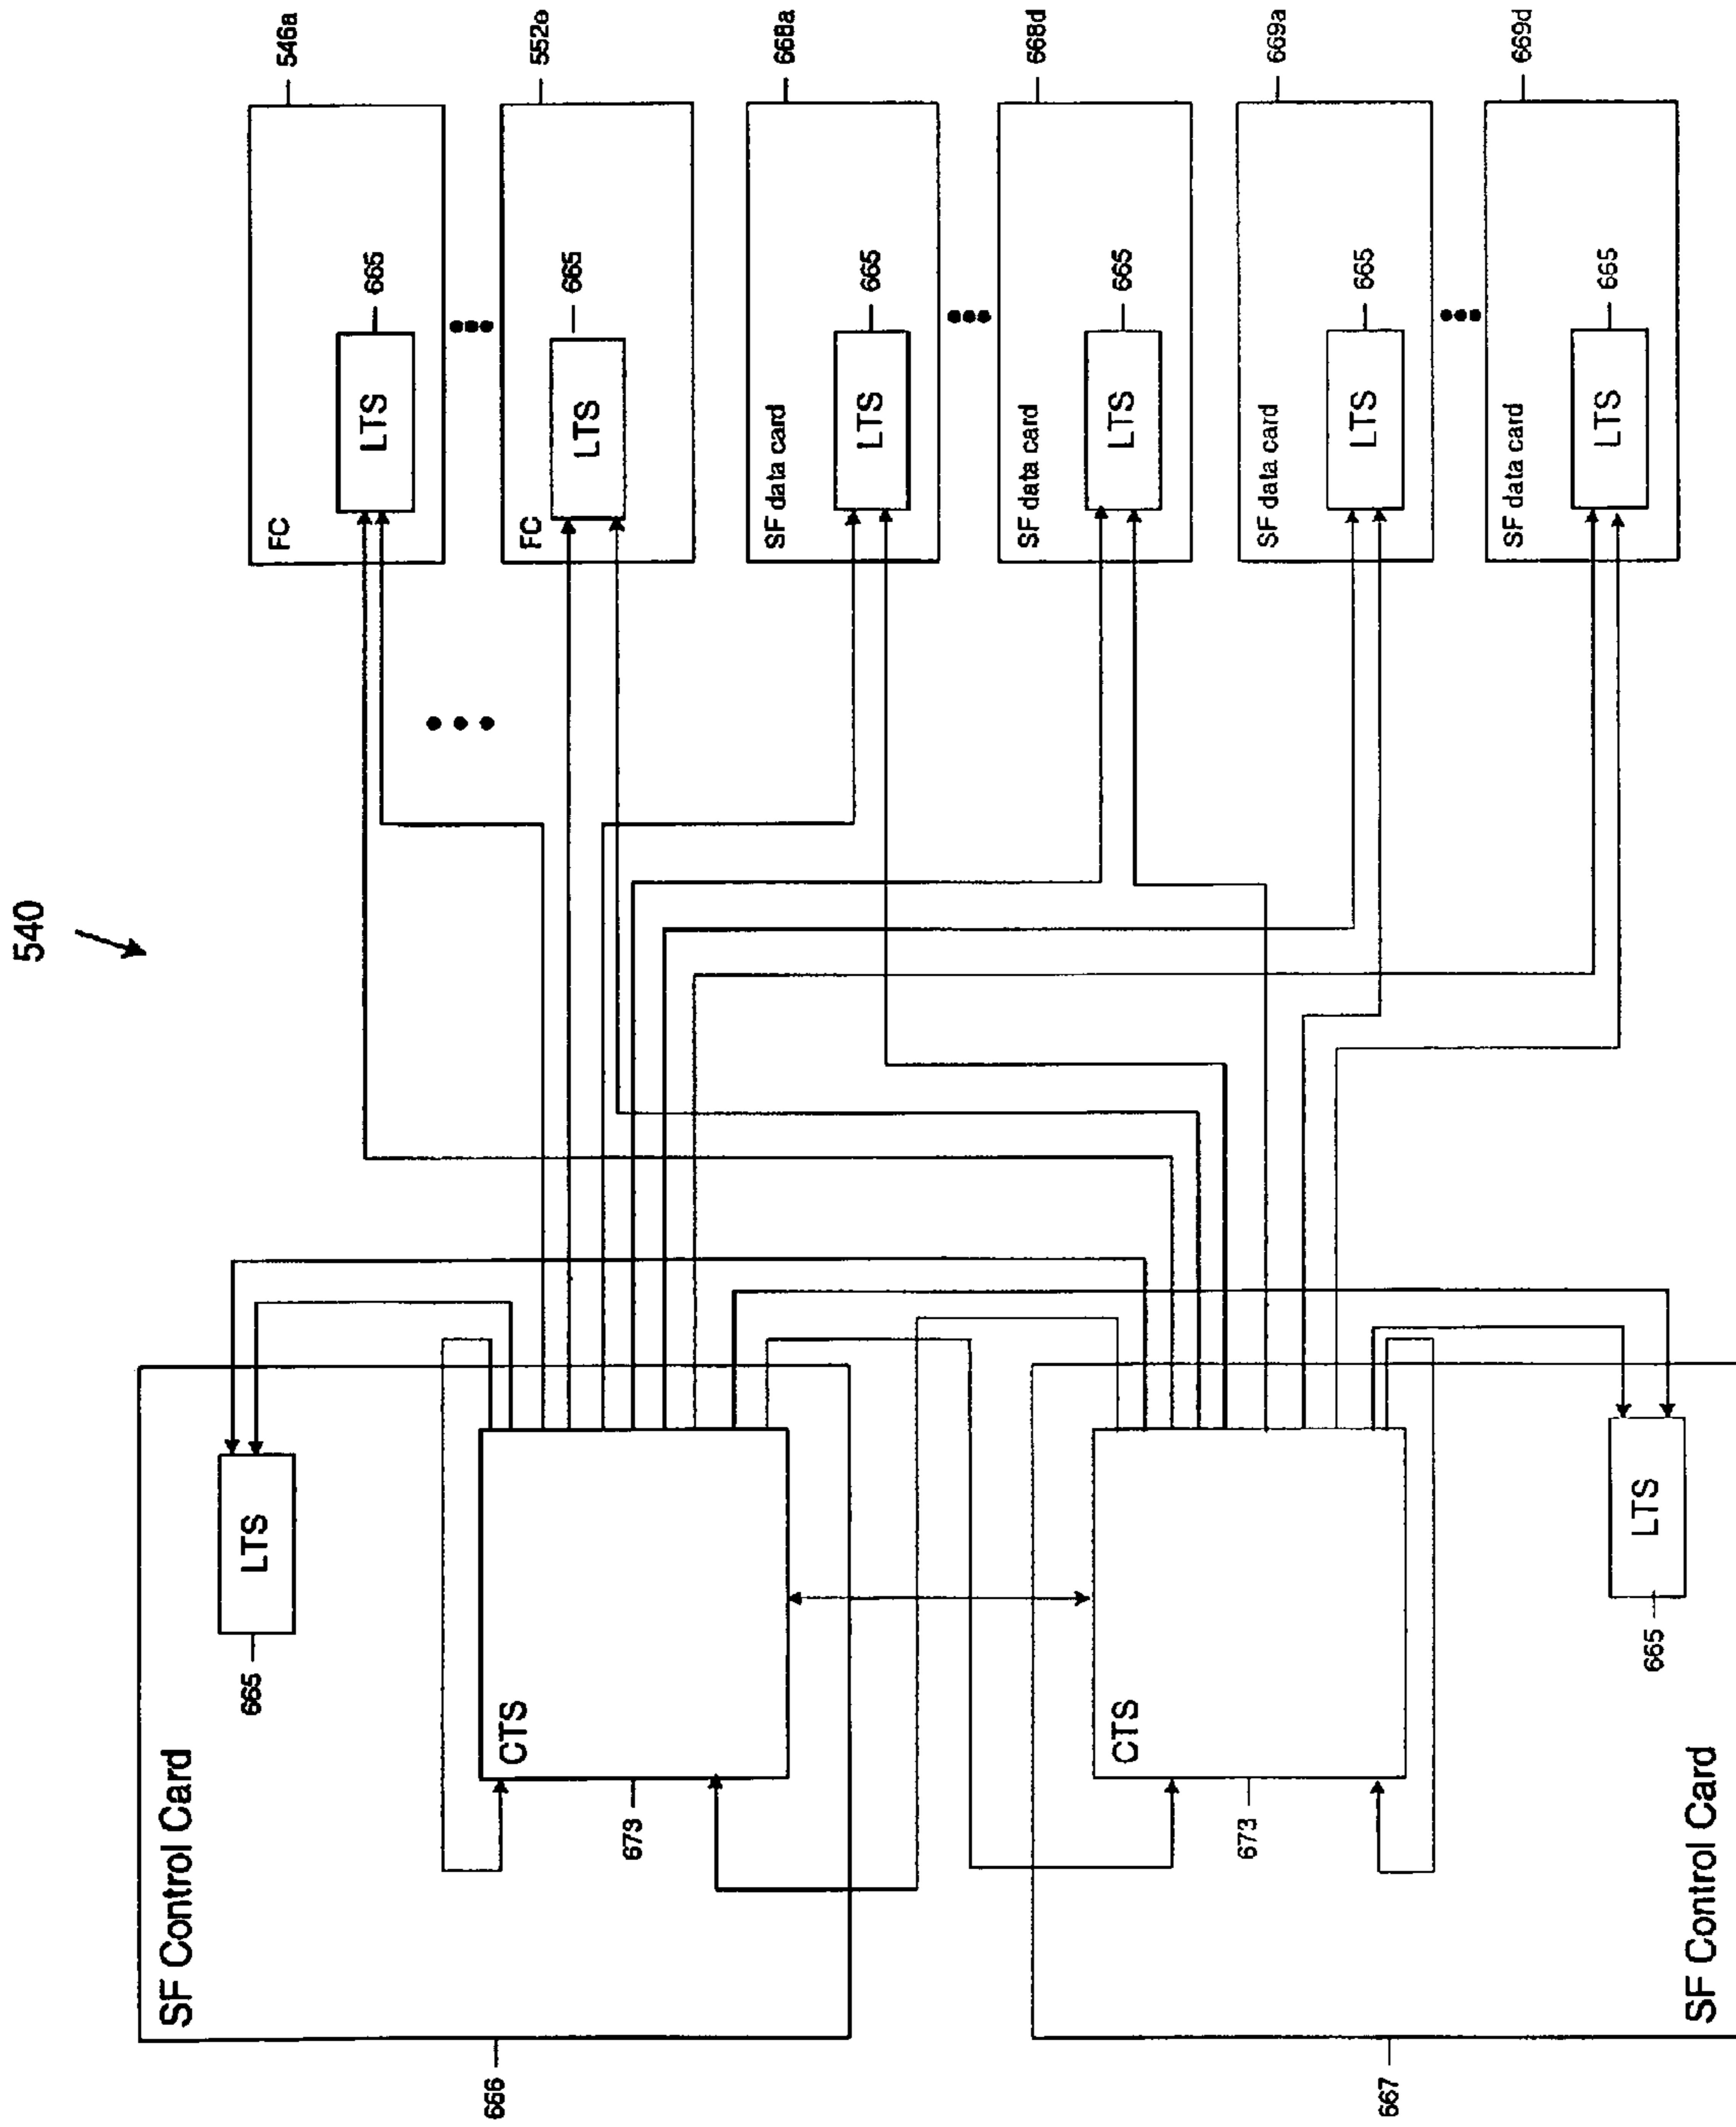 540
546a
FC
LTS
665
552e
FC
LTS
665
668a
SF data card
LTS
665
668d
SF data card
LTS
665
669a
SF data card
LTS
665
669d
SF data card
LTS
665
SF Control Card
LTS
665
CTS
673
666
SF Control Card
LTS
665
CTS
673
667